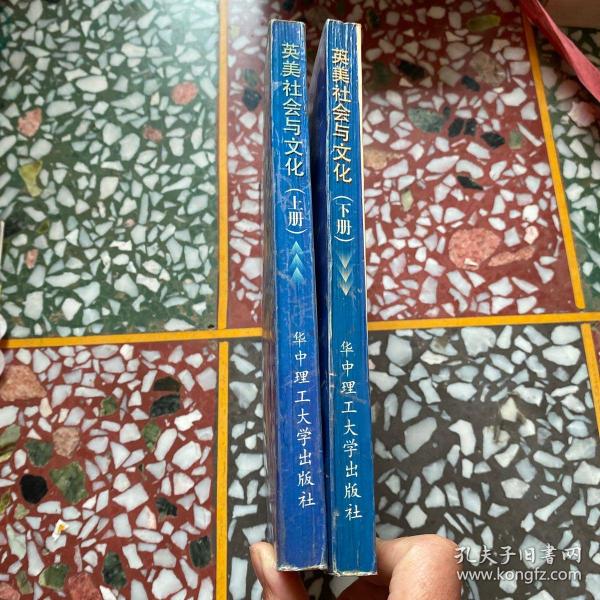 英美社会与文化(上册)
华中理工大学出版社
英美社会与文化(下册)
华中理工大学出版社
孔夫子旧书网
www.kongfz.com